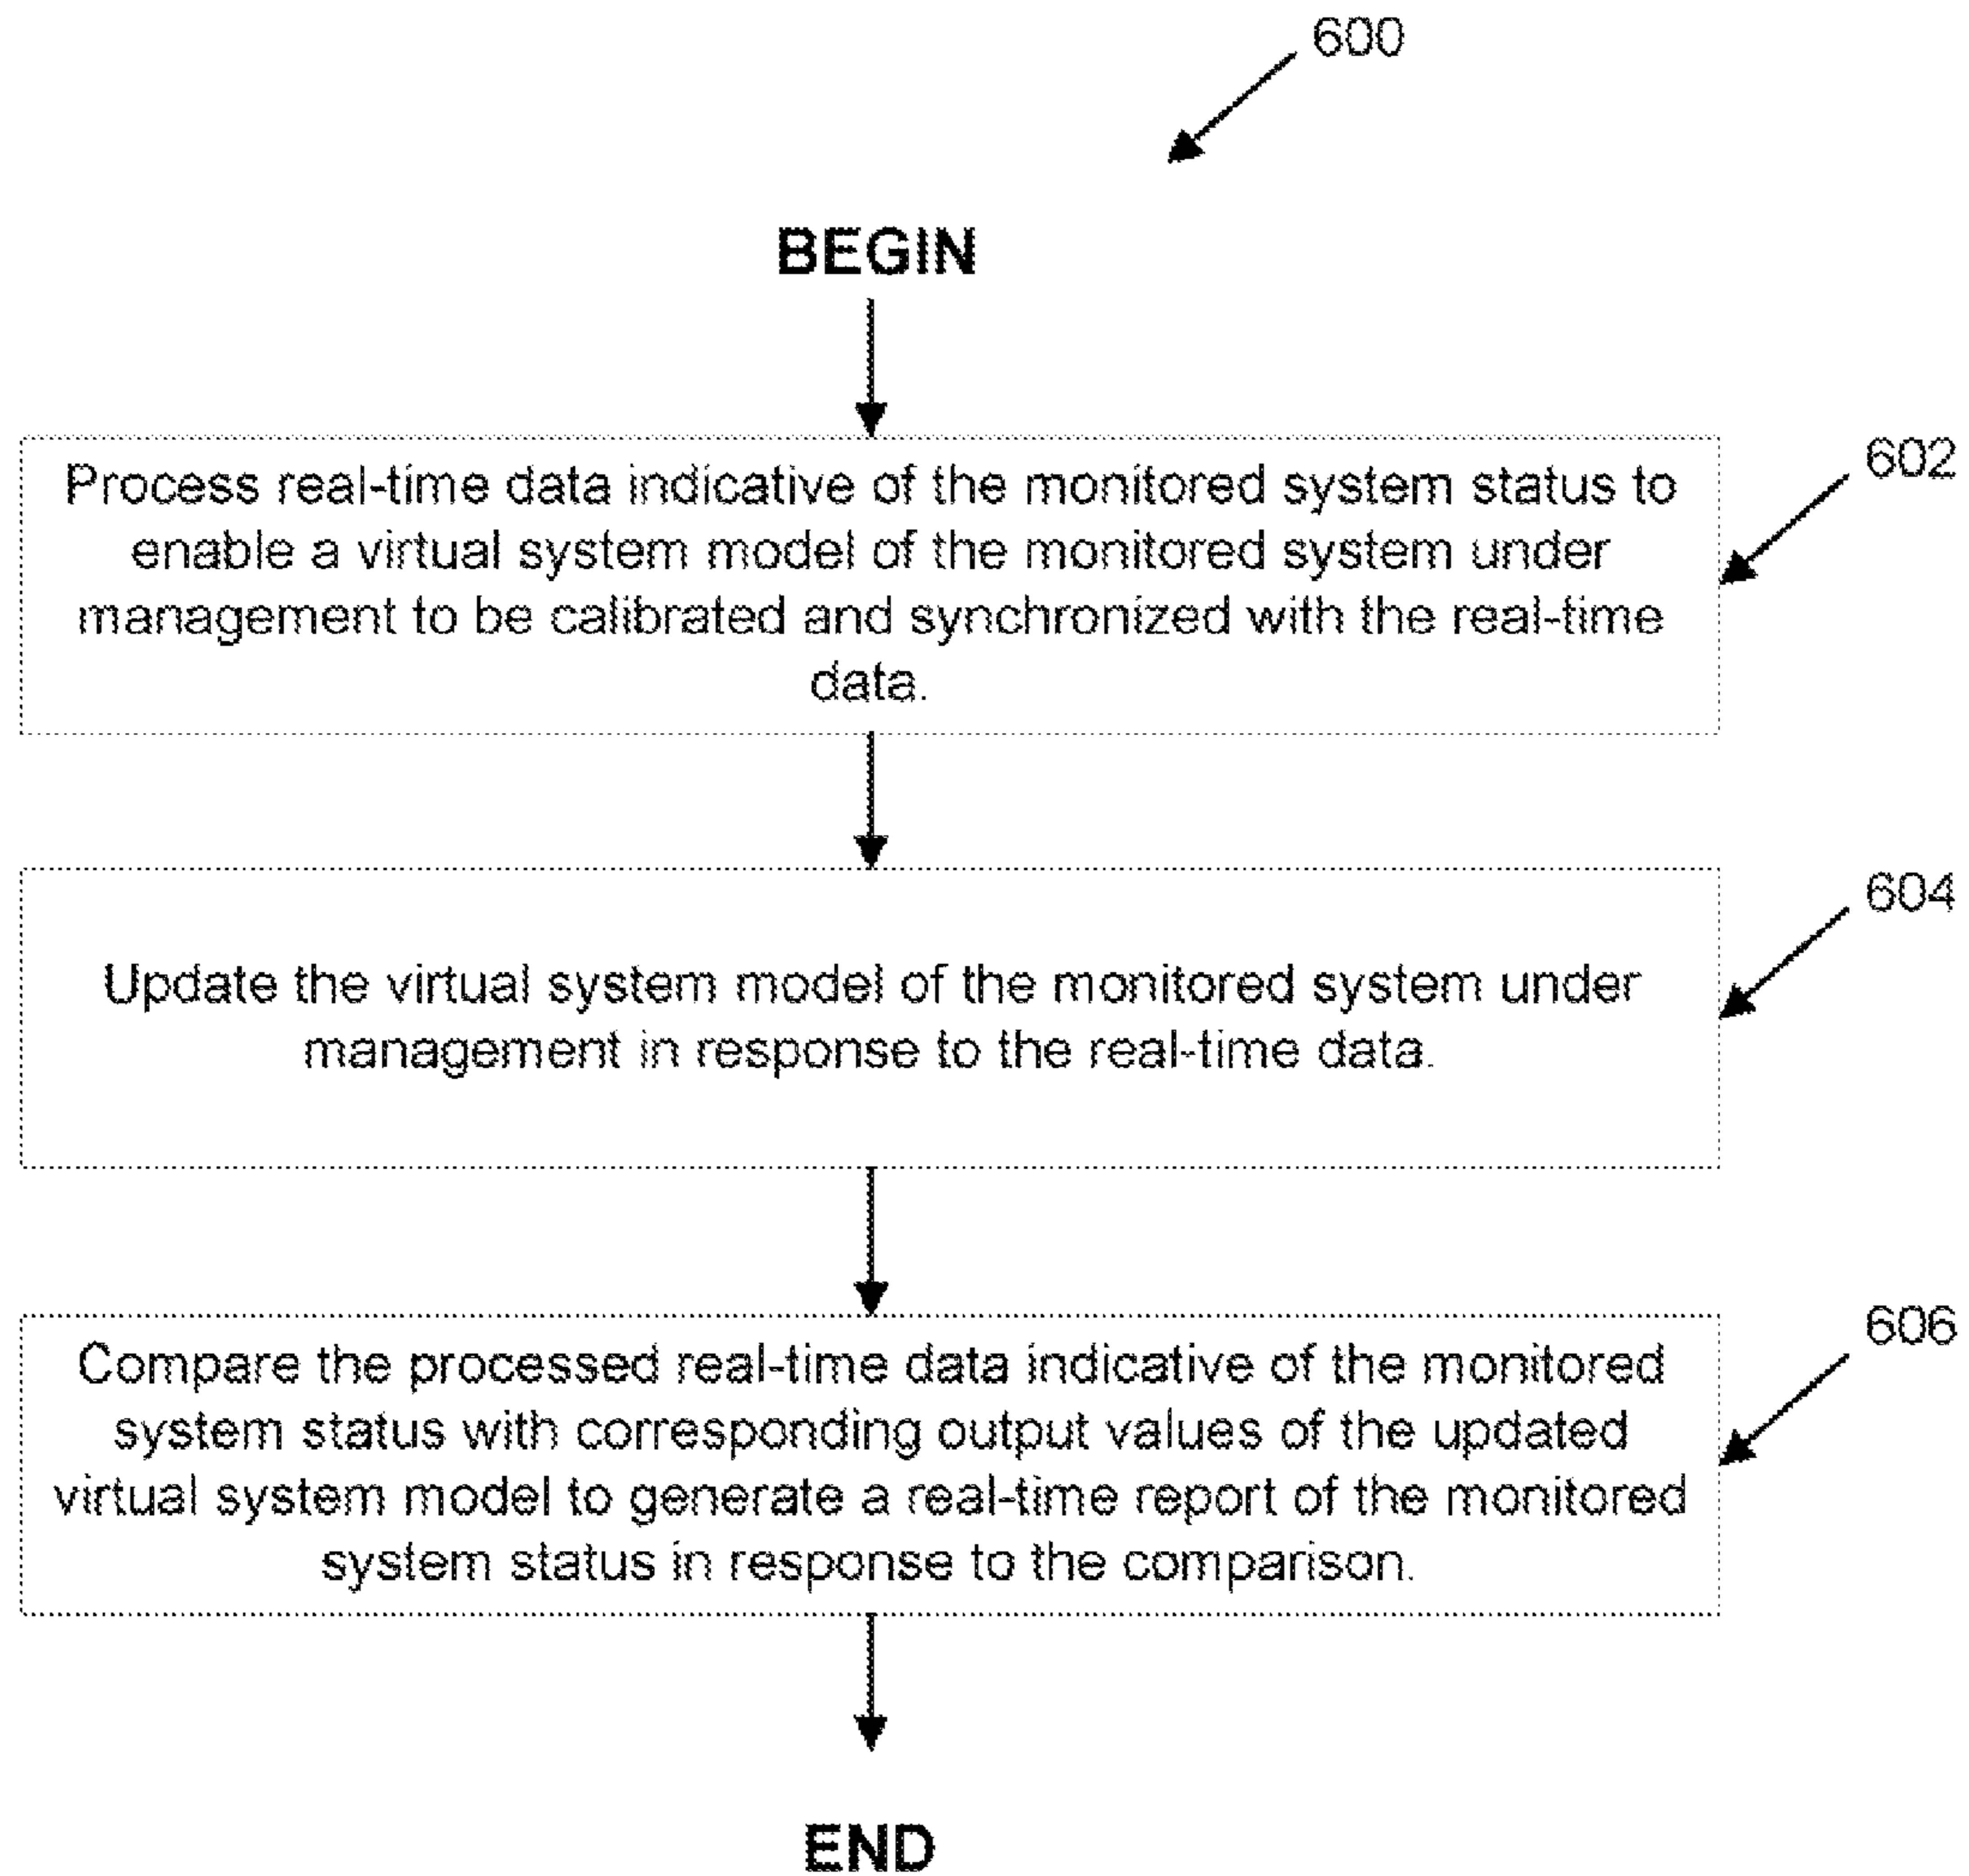 600
BEGIN
602
Process real-time data indicative of the monitored system status to
enable a virtual system model of the monitored system under
management to be calibrated and synchronized with the real-time
data.
604
Update the virtual system model of the monitored system under
management in response to the real-time data.
606
Compare the processed real-time data indicative of the monitored
system status with corresponding output values of the updated
virtual system model to generate a real-time report of the monitored
system status in response to the comparison.
END